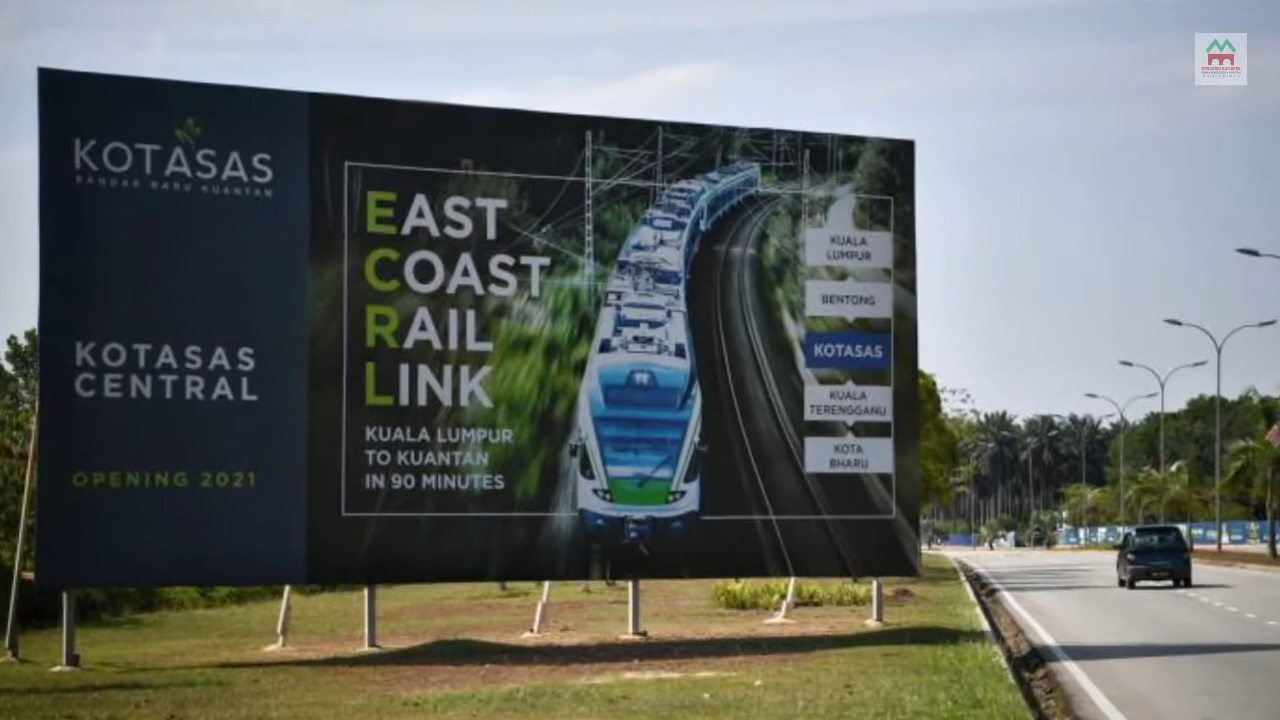 KOTASAS
BANDAR BARU KUANTAN
KOTASAS
CENTRAL
OPENING 2021
EAST
COAST
RAIL
LINK
KUALA LUMPUR
TO KUANTAN
IN 90 MINUTES
KUALA
LUMPUR
BENTONG
KOTASAS
KUALA
TERENGGANU
KOTA
BHARU